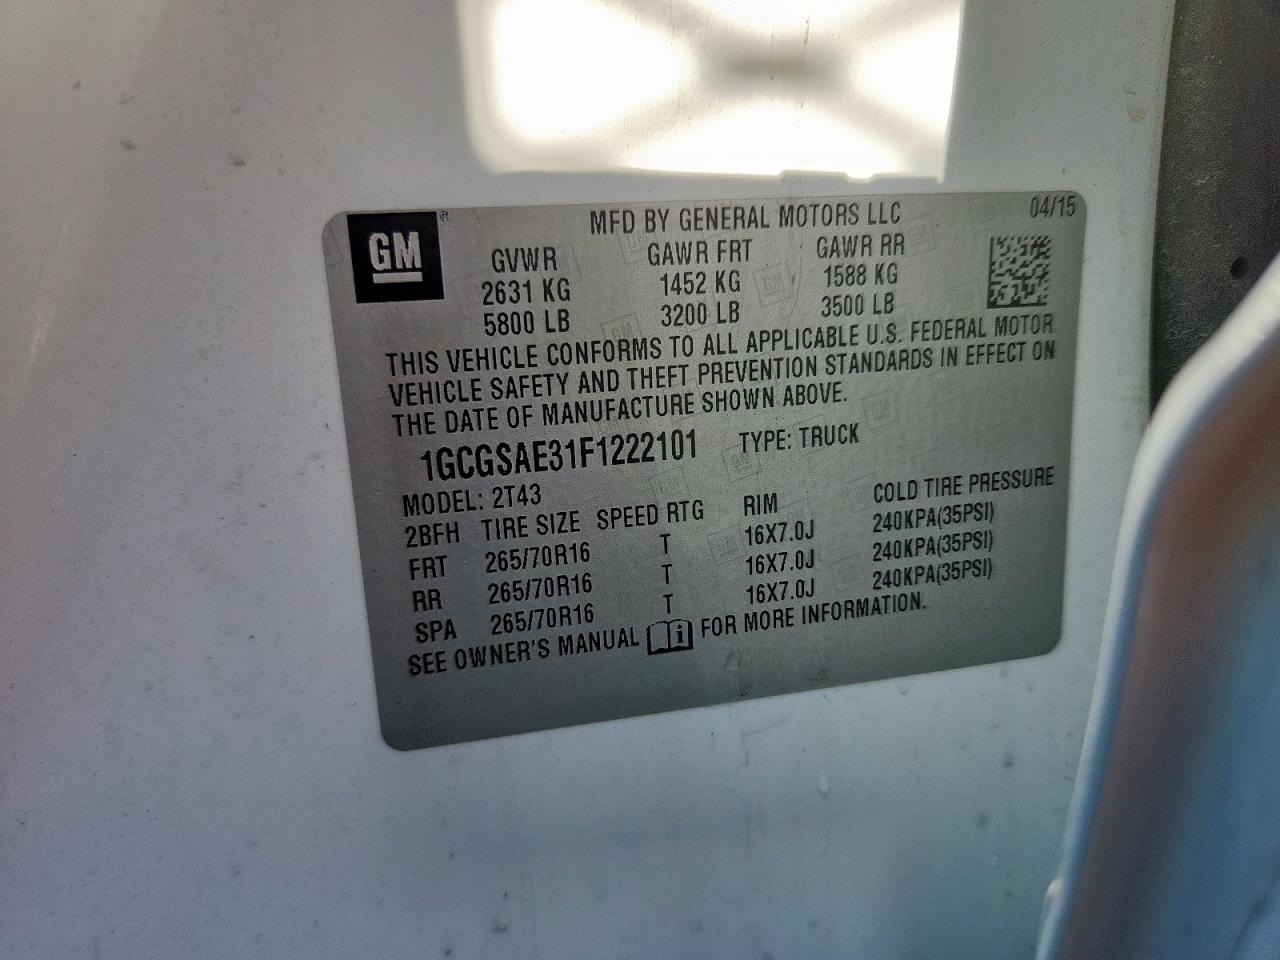 GM®
MFD BY GENERAL MOTORS LLC 04/15
GVWR GAWR FRT GAWR RR
2631 KG 1452 KG 1588 KG
5800 LB 3200 LB 3500 LB
THIS VEHICLE CONFORMS TO ALL APPLICABLE U.S. FEDERAL MOTOR
VEHICLE SAFETY AND THEFT PREVENTION STANDARDS IN EFFECT ON
THE DATE OF MANUFACTURE SHOWN ABOVE.
1GCGSAE31F1222101 TYPE: TRUCK
MODEL: 2T43
2BFH TIRE SIZE SPEED RTG RIM COLD TIRE PRESSURE
FRT 265/70R16 T 16X7.0J 240KPA(35PSI)
RR 265/70R16 T 16X7.0J 240KPA(35PSI)
SPA 265/70R16 T 16X7.0J 240KPA(35PSI)
SEE OWNER'S MANUAL i FOR MORE INFORMATION.